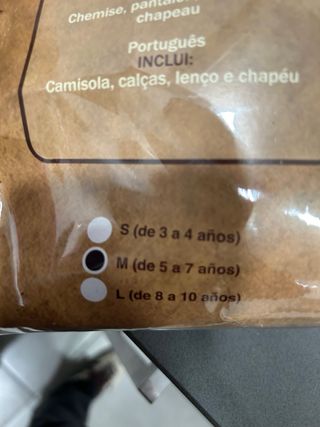 Chemise, pantalon
chapeau
Português
INCLUI:
Camisola, calças, lenço e chapéu
S (de 3 a 4 años)
M (de 5 a 7 años)
L (de 8 a 10 años)